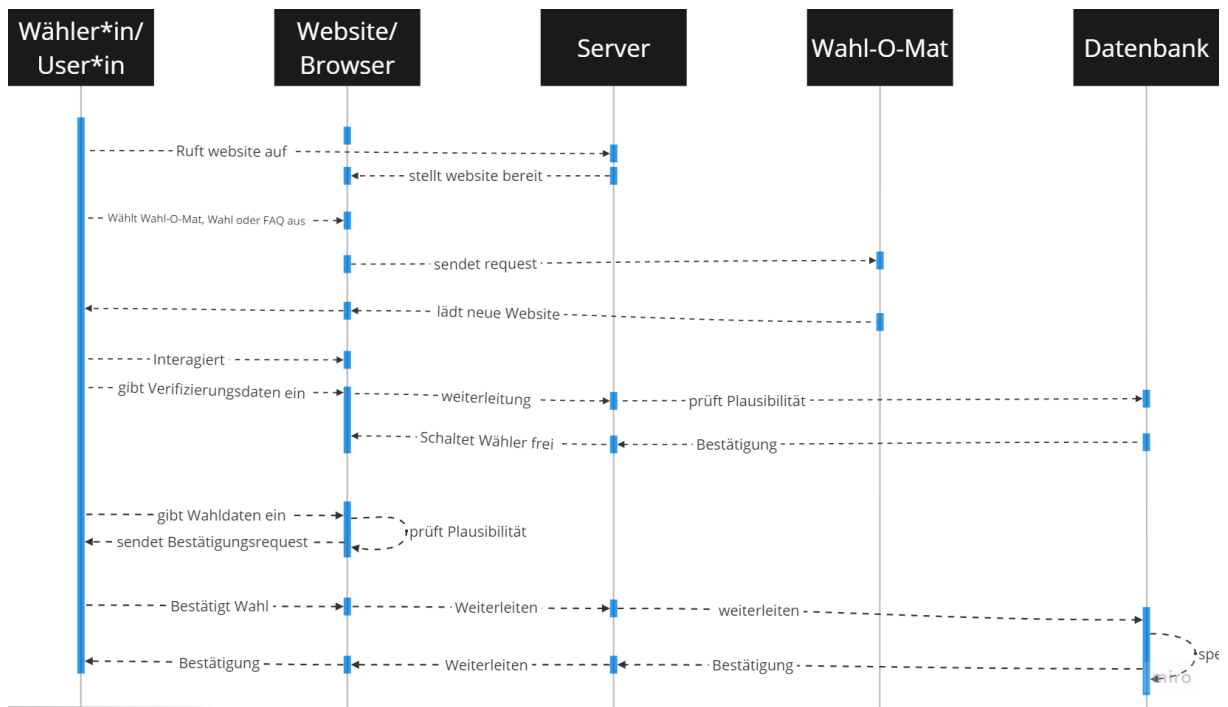 Wähler*in/
User*in
Website/
Browser
Server
Wahl-O-Mat
Datenbank
Ruft website auf
stellt website bereit
Wählt Wahl-O-Mat, Wahl oder FAQ aus
sendet request
lädt neue Website
Interagiert
gibt Verifizierungsdaten ein
weiterleitung
prüft Plausibilität
Schaltet Wähler frei
Bestätigung
gibt Wahldaten ein
prüft Plausibilität
sendet Bestätigungsrequest
Bestätigt Wahl
Weiterleiten
weiterleiten
Bestätigung
Weiterleiten
Bestätigung
spe
miro